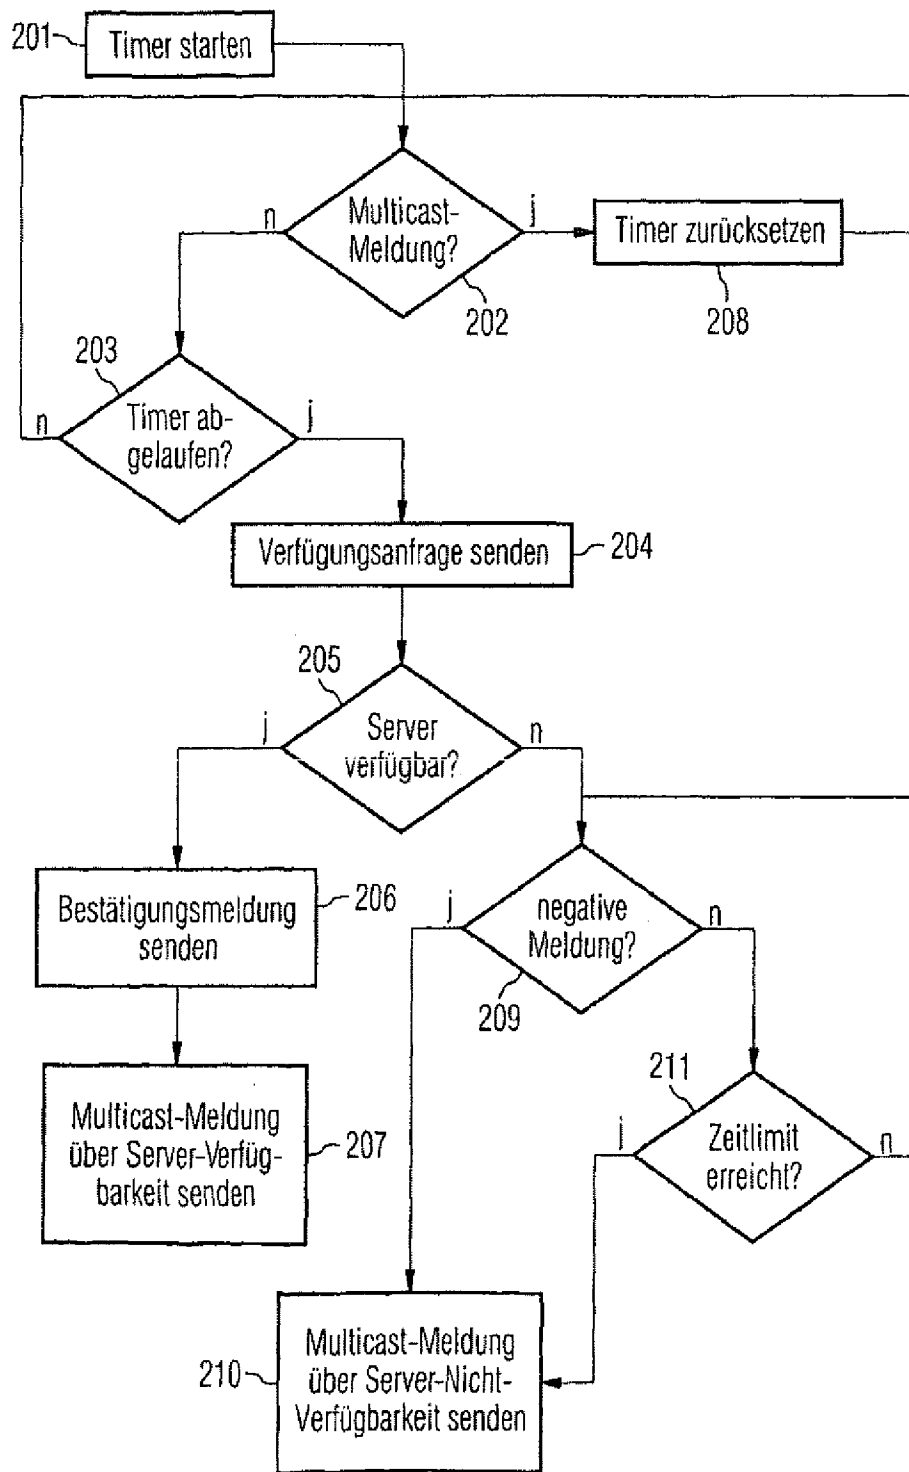 201
Timer starten
n
Multicast-
Meldung?
j
202
Timer zurücksetzen
208
203
n
Timer ab-
gelaufen?
j
Verfügungsanfrage senden
204
205
j
Server
verfügbar?
n
Bestätigungsmeldung
senden
206
j
negative
Meldung?
n
209
Multicast-Meldung
über Server-Verfüg-
barkeit senden
207
211
j
Zeitlimit
erreicht?
n
210
Multicast-Meldung
über Server-Nicht-
Verfügbarkeit senden